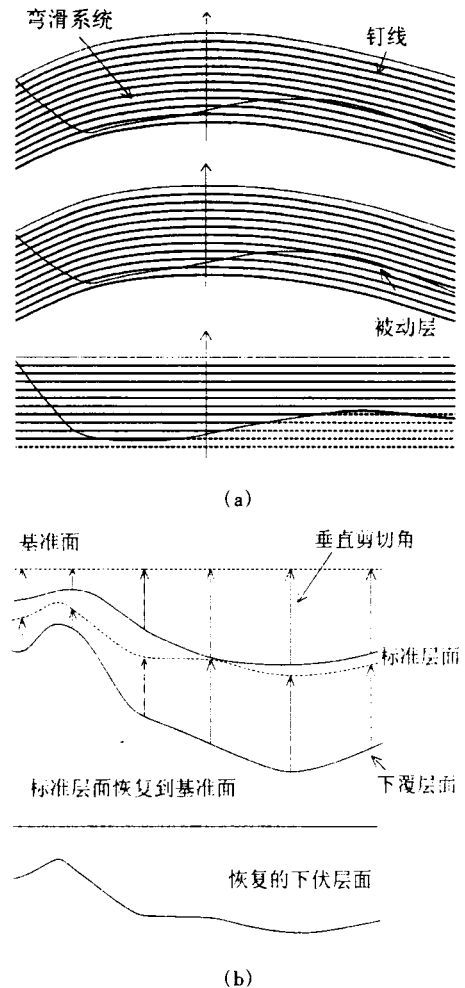 弯滑系统
钉线
被动层
(a)
基准面
垂直剪切角
标准层面
下覆层面
标准层面恢复到基准面
恢复的下伏层面
(b)